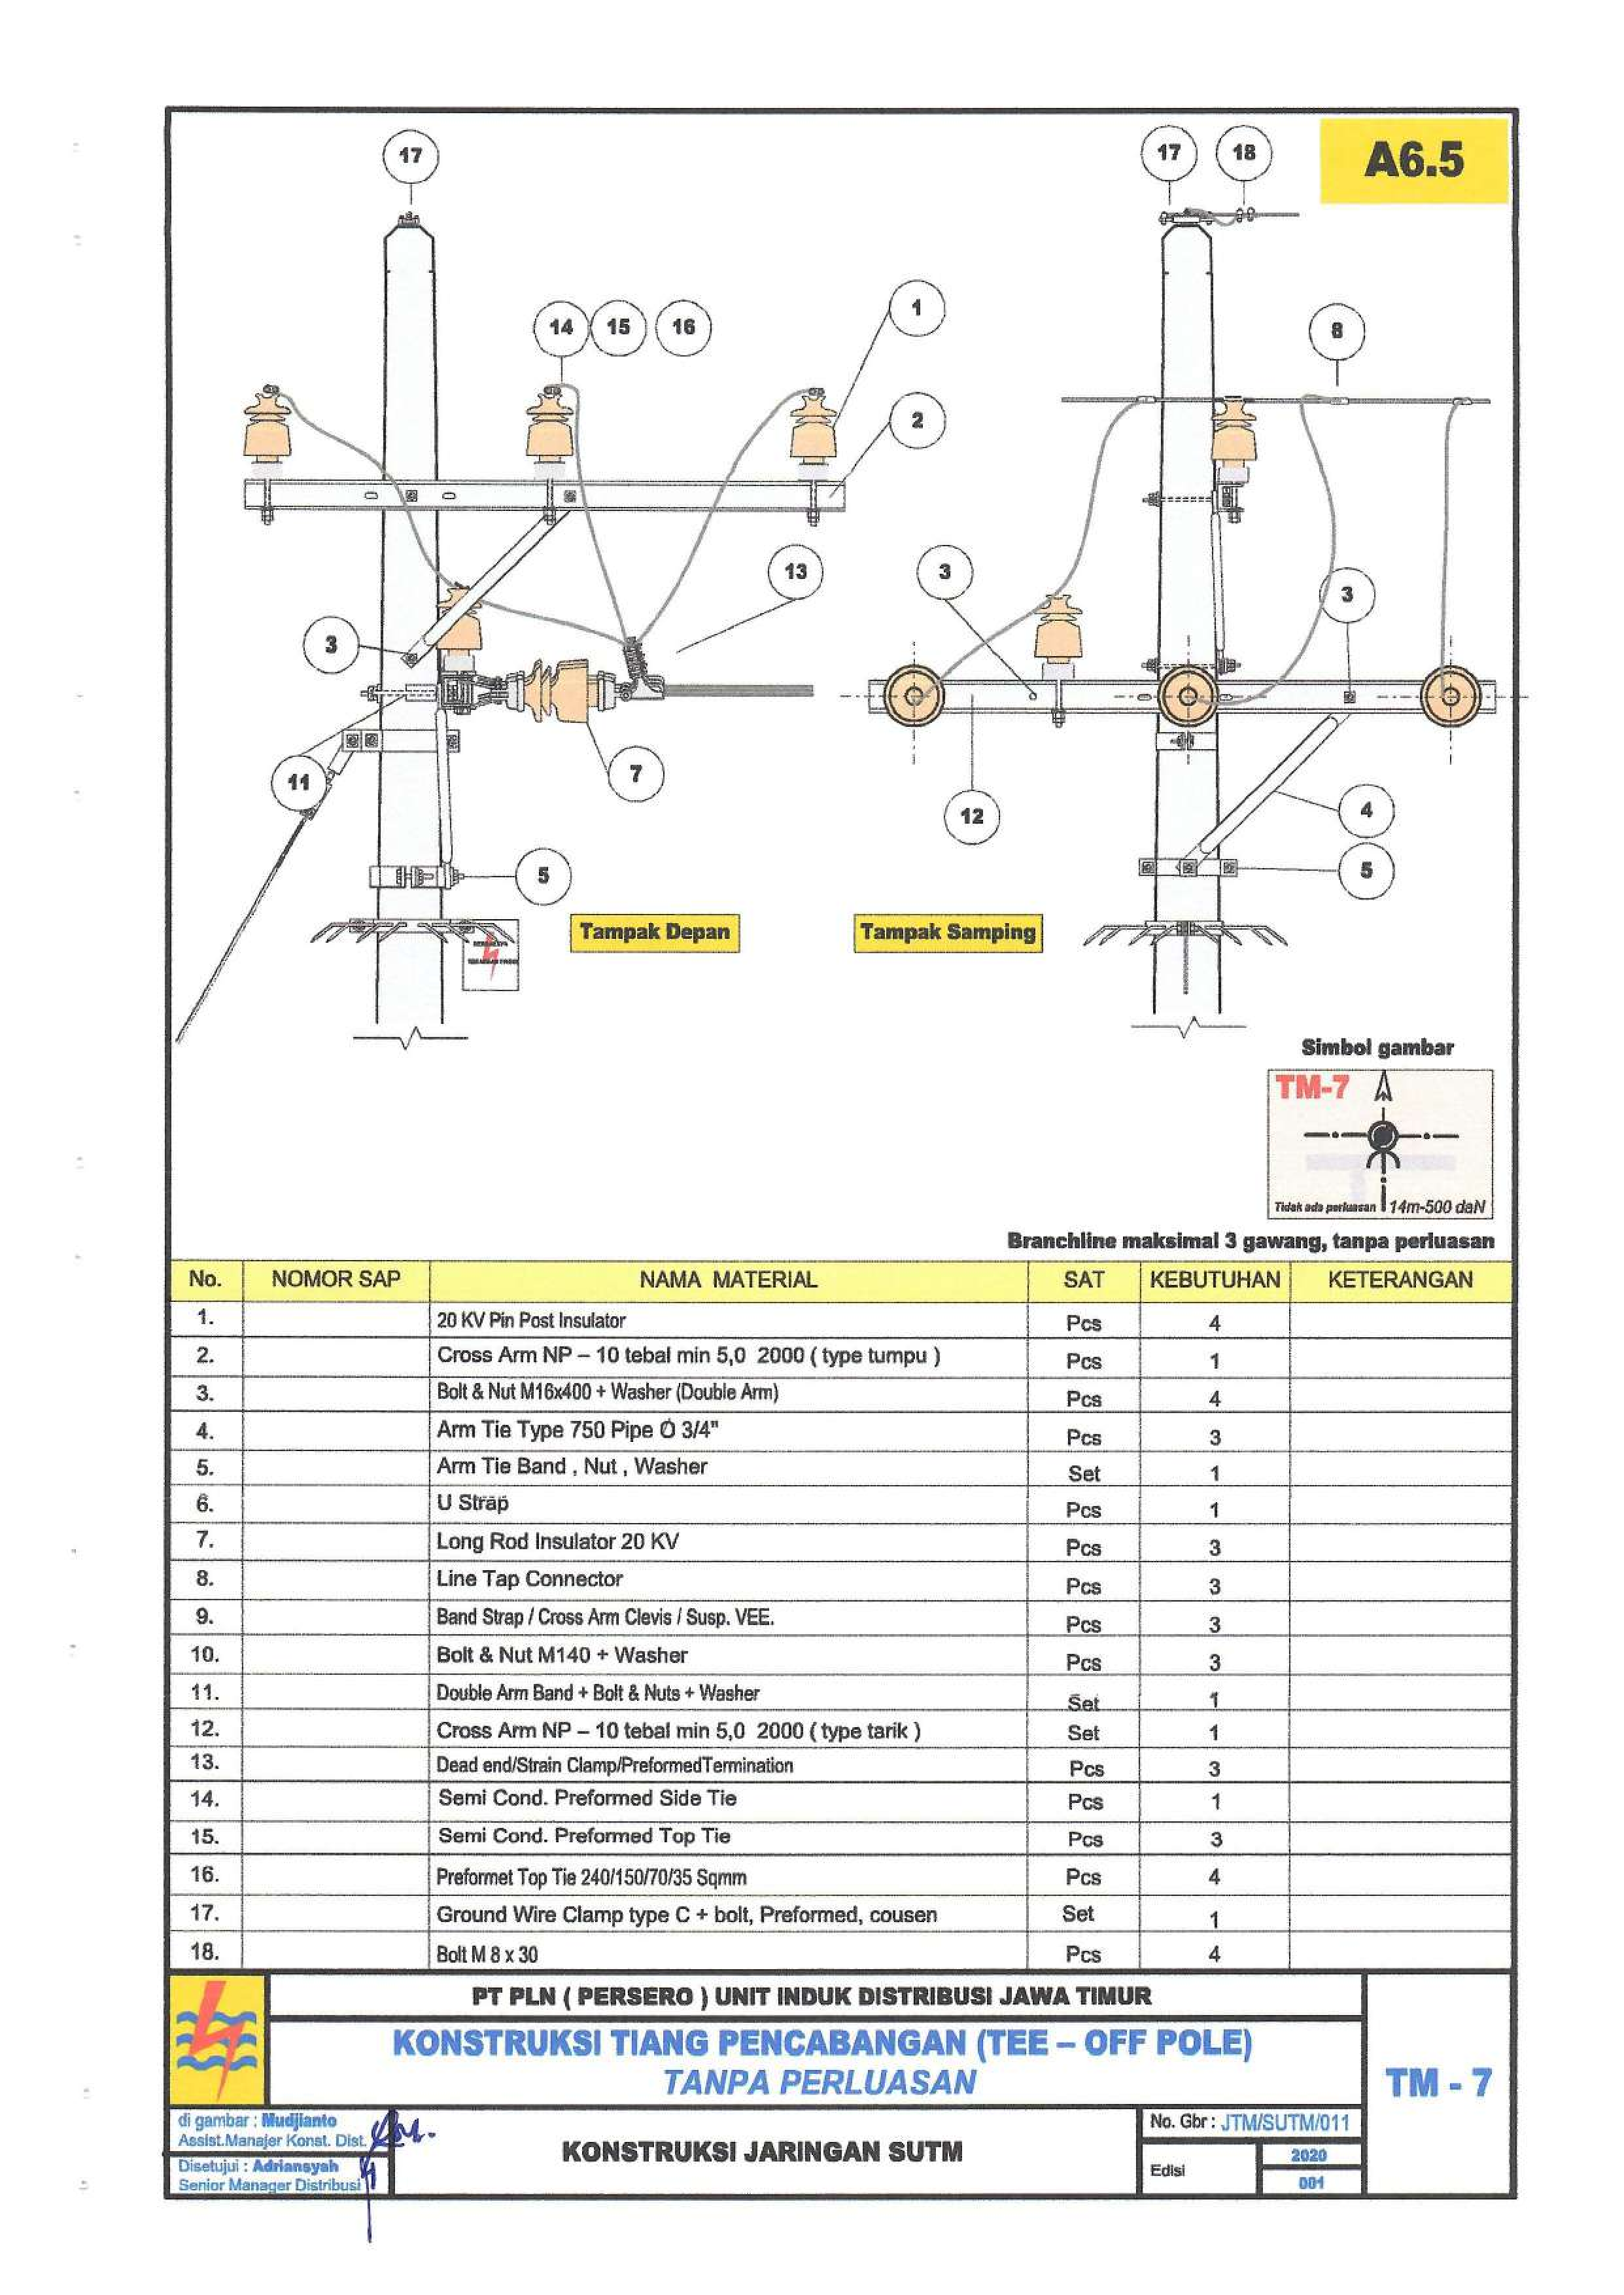 A6.5
17
17
18
14
15
16
1
8
2
13
3
3
3
11
7
12
4
5
5
Tampak Depan
Tampak Samping
Simbol gambar
TM-7
Tidak ada perluasan
14m-500 daN
Branchline maksimal 3 gawang, tanpa perluasan
No. NOMOR SAP NAMA MATERIAL SAT KEBUTUHAN KETERANGAN
1. 20 KV Pin Post Insulator Pcs 4
2. Cross Arm NP – 10 tebal min 5,0 2000 ( type tumpu ) Pcs 1
3. Bolt & Nut M16x400 + Washer (Double Arm) Pcs 4
4. Arm Tie Type 750 Pipe Ó 3/4" Pcs 3
5. Arm Tie Band , Nut , Washer Set 1
6. U Strap Pcs 1
7. Long Rod Insulator 20 KV Pcs 3
8. Line Tap Connector Pcs 3
9. Band Strap / Cross Arm Clevis / Susp. VEE. Pcs 3
10. Bolt & Nut M140 + Washer Pcs 3
11. Double Arm Band + Bolt & Nuts + Washer Set 1
12. Cross Arm NP – 10 tebal min 5,0 2000 ( type tarik ) Set 1
13. Dead end/Strain Clamp/PreformedTermination Pcs 3
14. Semi Cond. Preformed Side Tie Pcs 1
15. Semi Cond. Preformed Top Tie Pcs 3
16. Preformet Top Tie 240/150/70/35 Sqmm Pcs 4
17. Ground Wire Clamp type C + bolt, Preformed, cousen Set 1
18. Bolt M 8 x 30 Pcs 4
PT PLN ( PERSERO ) UNIT INDUK DISTRIBUSI JAWA TIMUR
KONSTRUKSI TIANG PENCABANGAN (TEE – OFF POLE)
TANPA PERLUASAN
TM - 7
di gambar : Mudjianto
Assist.Manajer Konst. Dist.
Disetujui : Adriansyah
Senior Manager Distribusi
KONSTRUKSI JARINGAN SUTM
No. Gbr : JTM/SUTM/011
Edisi
2020
001